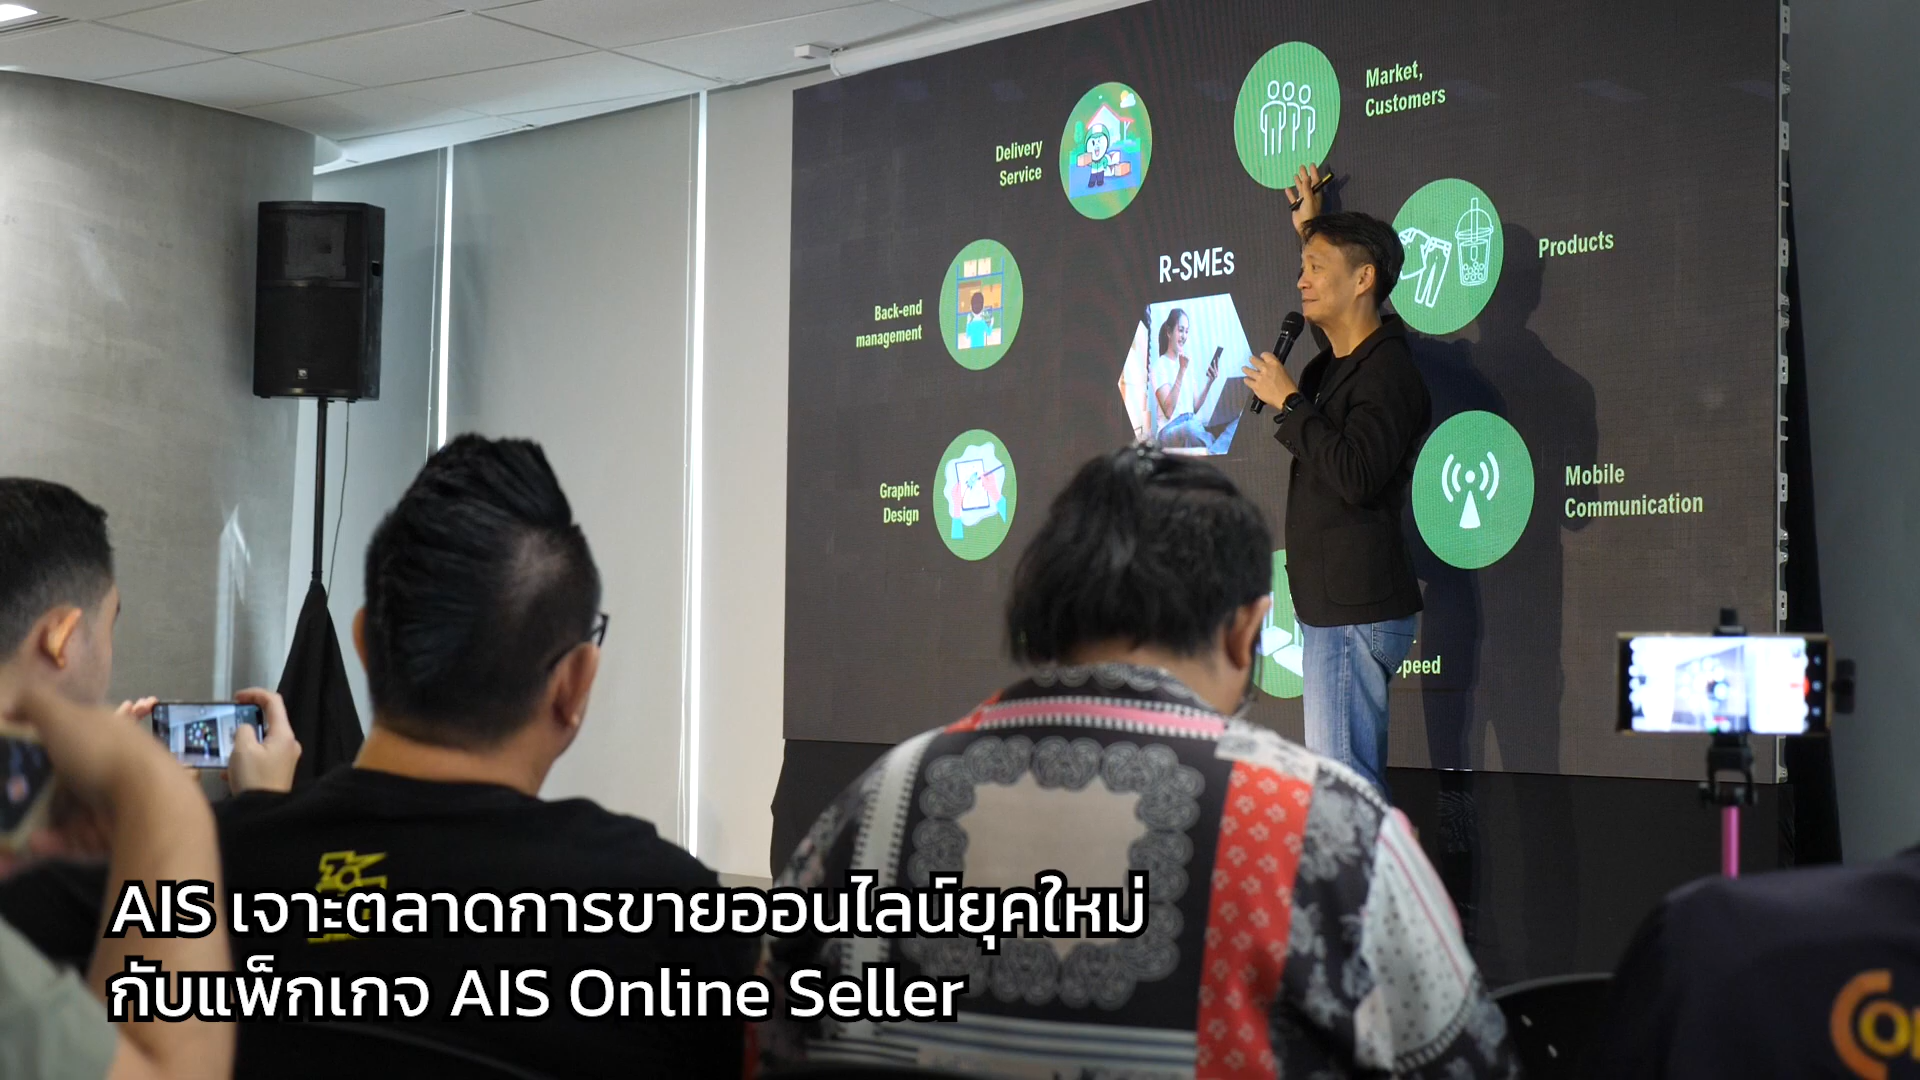 Market,
Customers
Delivery
Service
Products
R-SMEs
Back-end
management
Mobile
Communication
Graphic
Design
AIS เจาะตลาดการขายออนไลน์ยุคใหม่
กับแพ็กเกจ AIS Online Seller